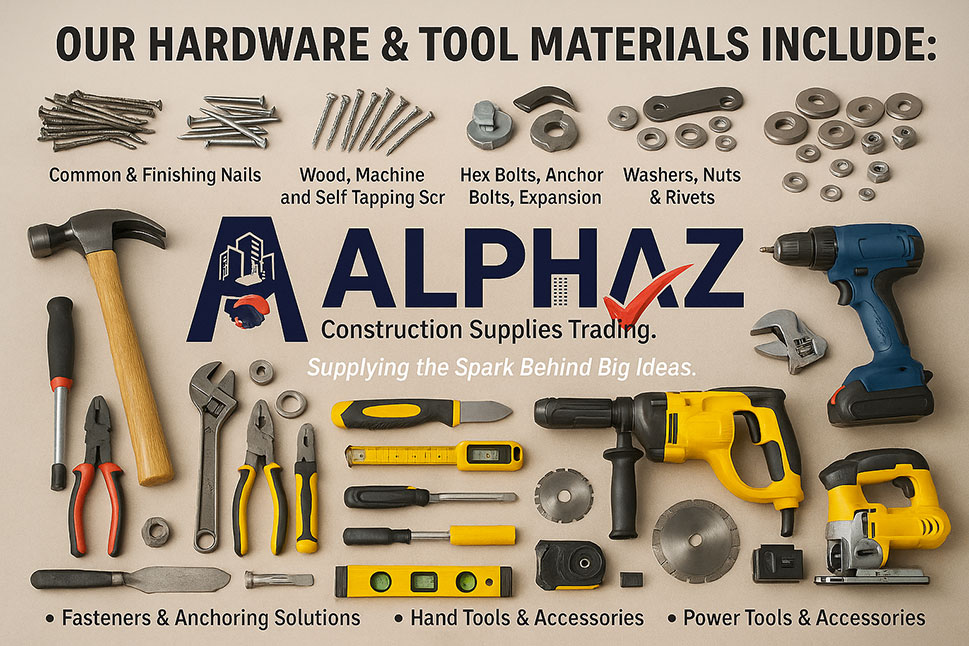 OUR HARDWARE & TOOL MATERIALS INCLUDE:
Common & Finishing Nails
Wood, Machine
and Self Tapping Scr
Hex Bolts, Anchor
Bolts, Expansion
Washers, Nuts
& Rivets
ALPHAZ
Construction Supplies Trading.
Supplying the Spark Behind Big Ideas.
• Fasteners & Anchoring Solutions
• Hand Tools & Accessories
• Power Tools & Accessories